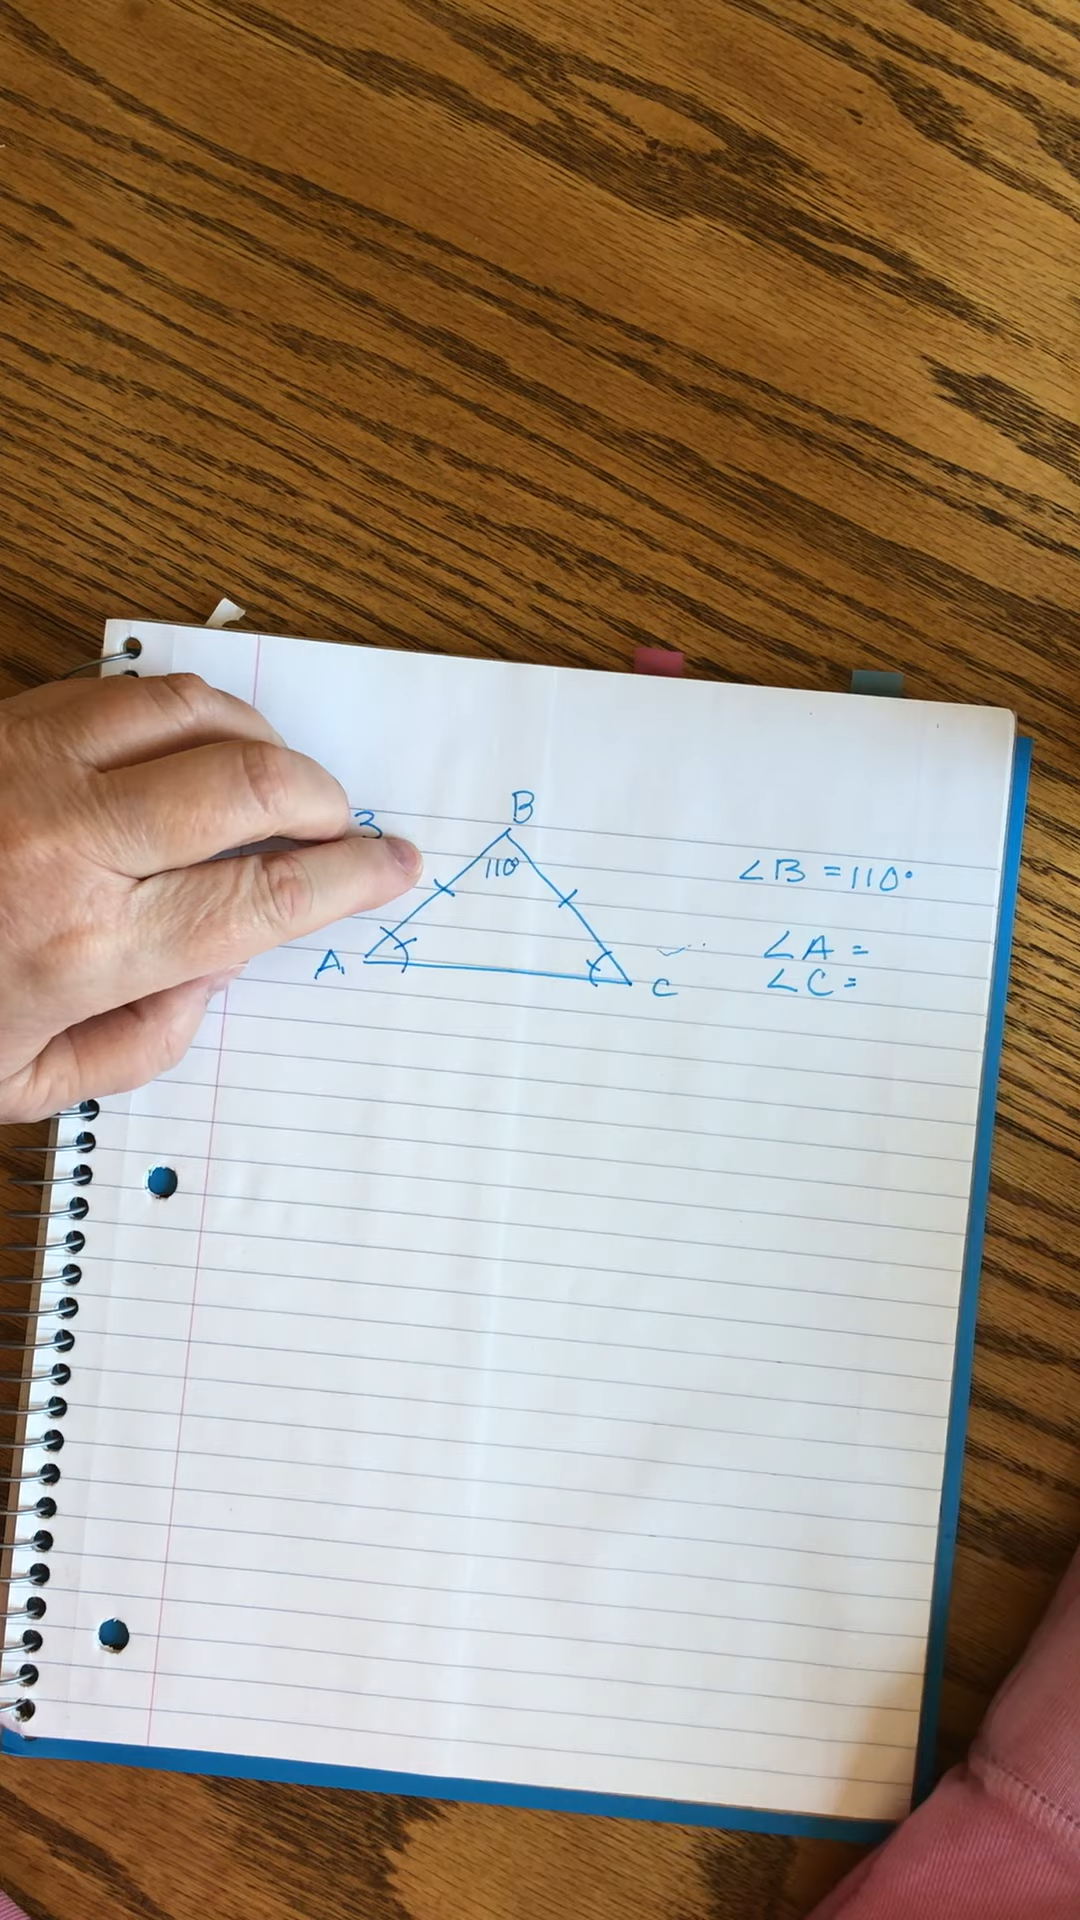 3
B
110°
∠B = 110°
A
C
∠A =
∠C =